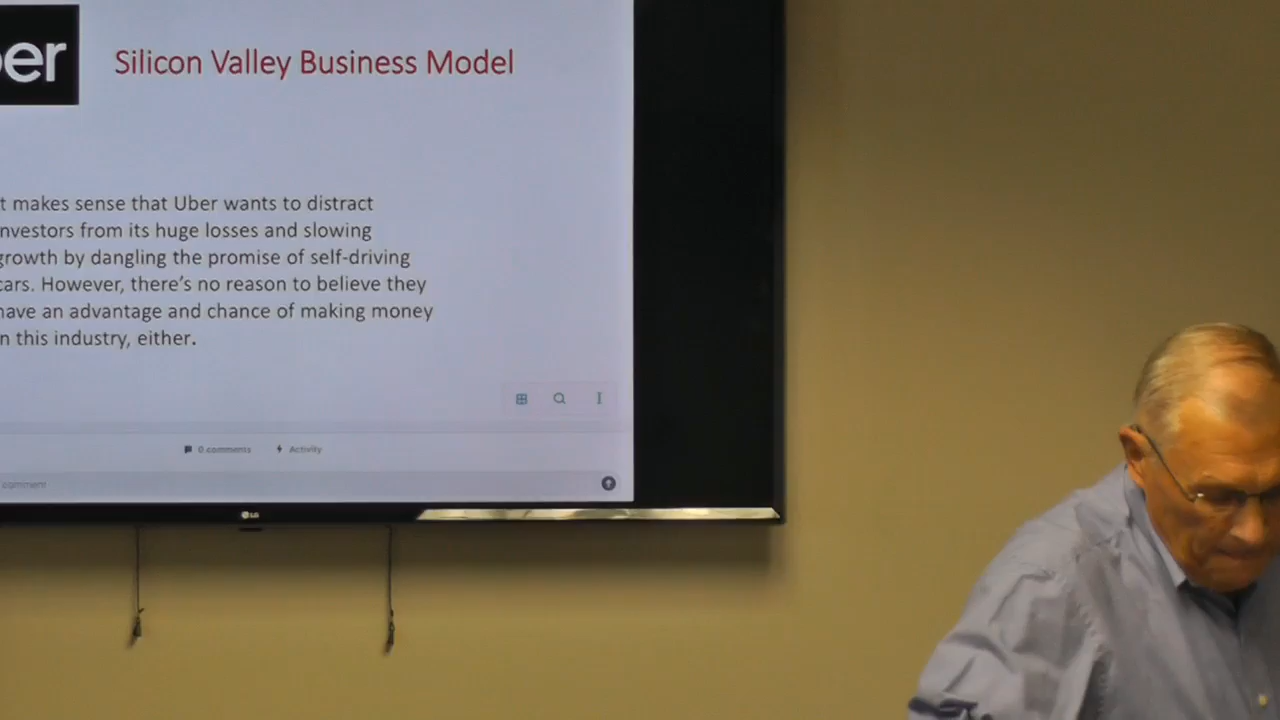 ber
Silicon Valley Business Model
t makes sense that Uber wants to distract
nvestors from its huge losses and slowing
growth by dangling the promise of self-driving
cars. However, there's no reason to believe they
have an advantage and chance of making money
n this industry, either.
0 comments Activity
comment
LG